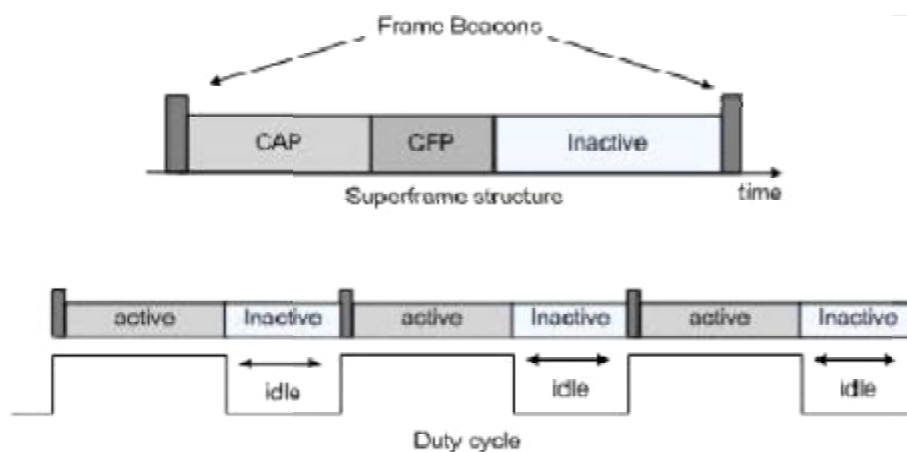 Frame Beacons
CAP CFP Inactive
time
Superframe structure
active Inactive active Inactive active Inactive
idle idle idle
Duty cycle